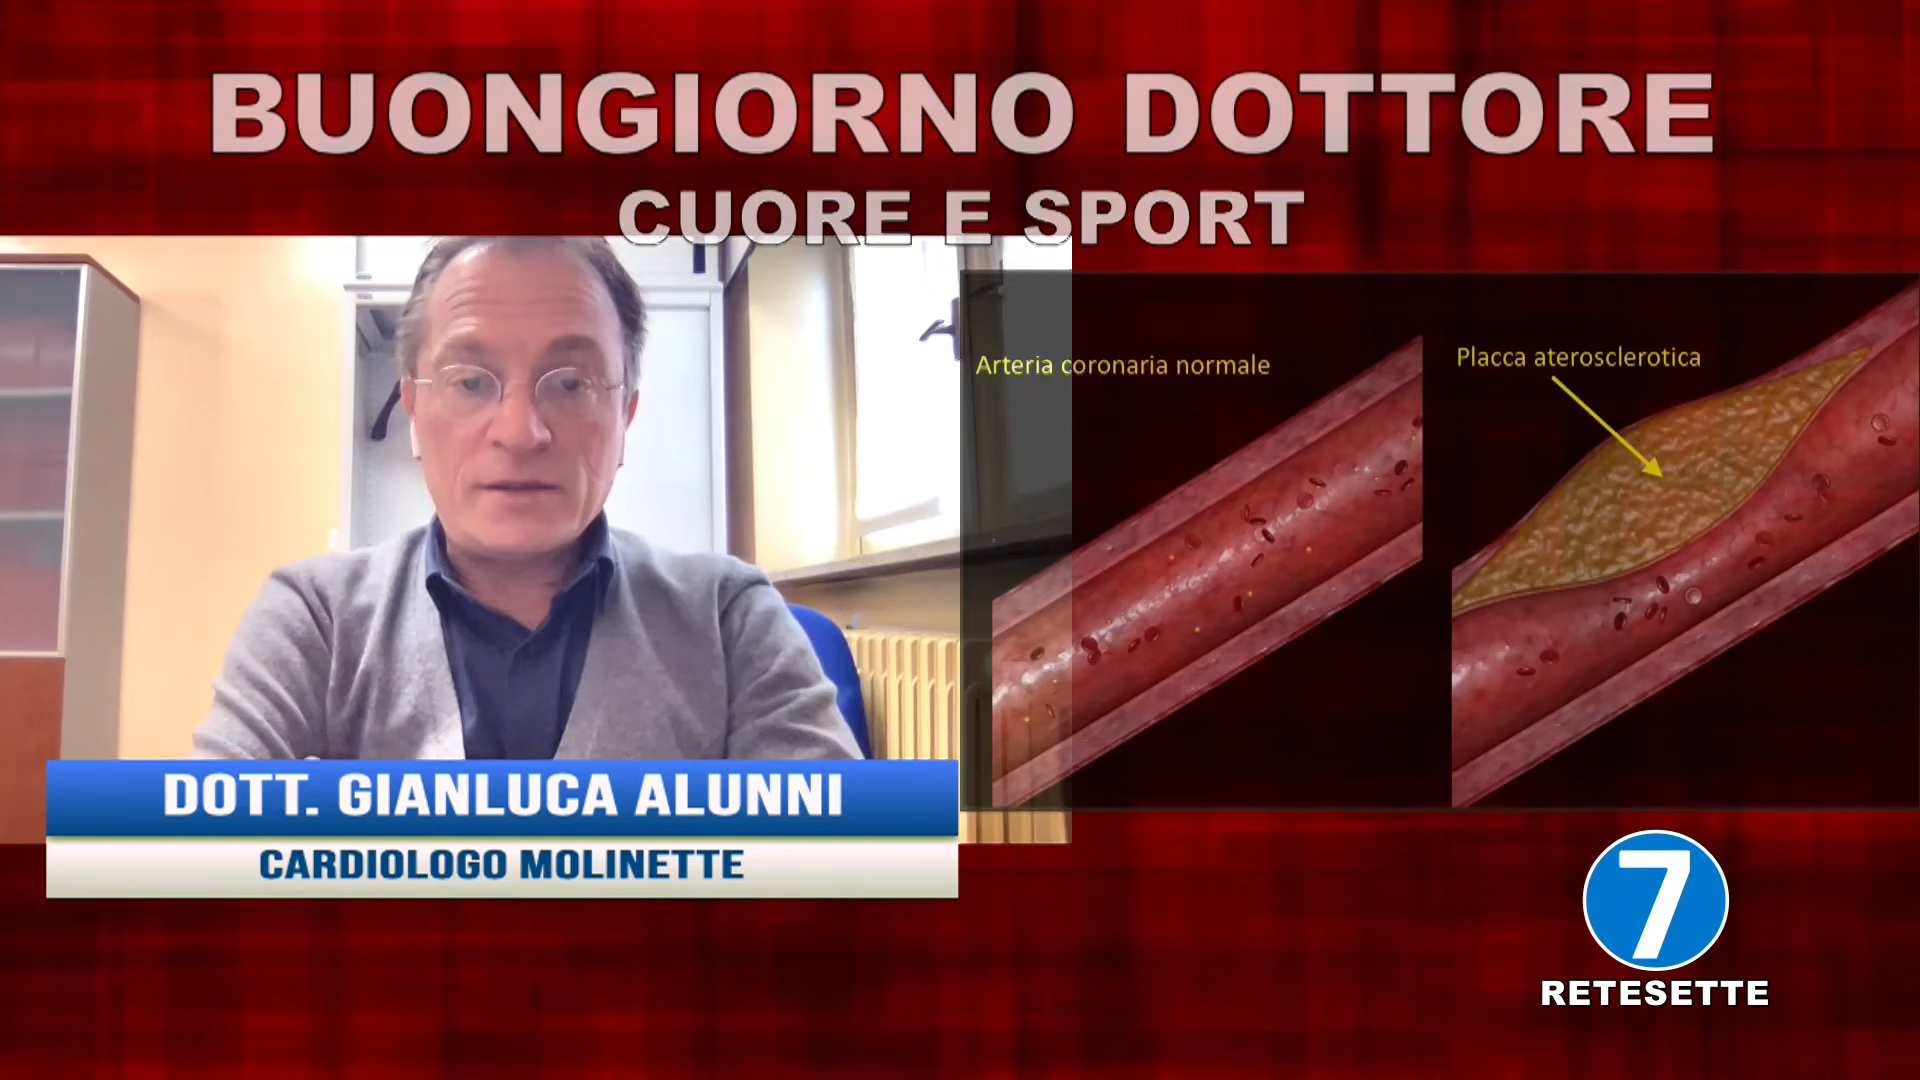 BUONGIORNO DOTTORE
CUORE E SPORT
Arteria coronaria normale
Placca aterosclerotica
DOTT. GIANLUCA ALUNNI
CARDIOLOGO MOLINETTE
7
RETESETTE